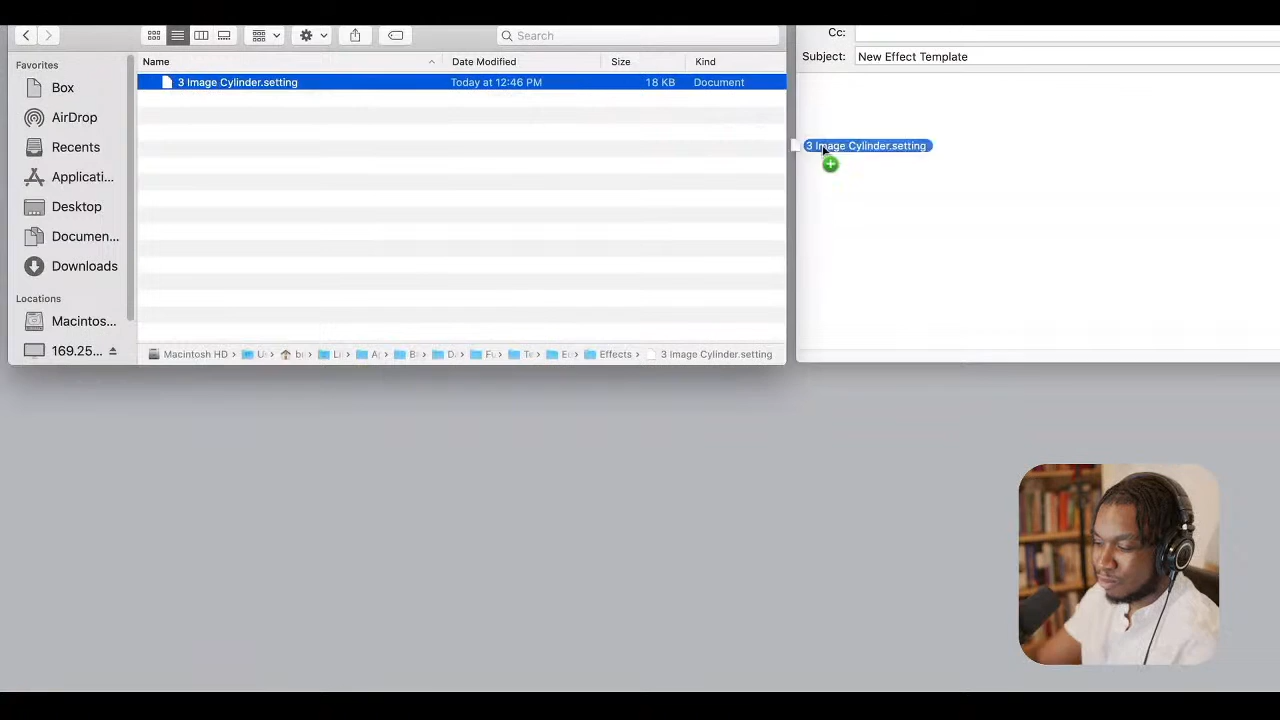 Search
Cc:
Subject: New Effect Template
Favorites
Box
AirDrop
Recents
Applicati...
Desktop
Documen...
Downloads
Locations
Macintos...
169.25...
Name Date Modified Size Kind
3 Image Cylinder.setting Today at 12:46 PM 18 KB Document
3 Image Cylinder.setting
Macintosh HD › Effects › 3 Image Cylinder.setting